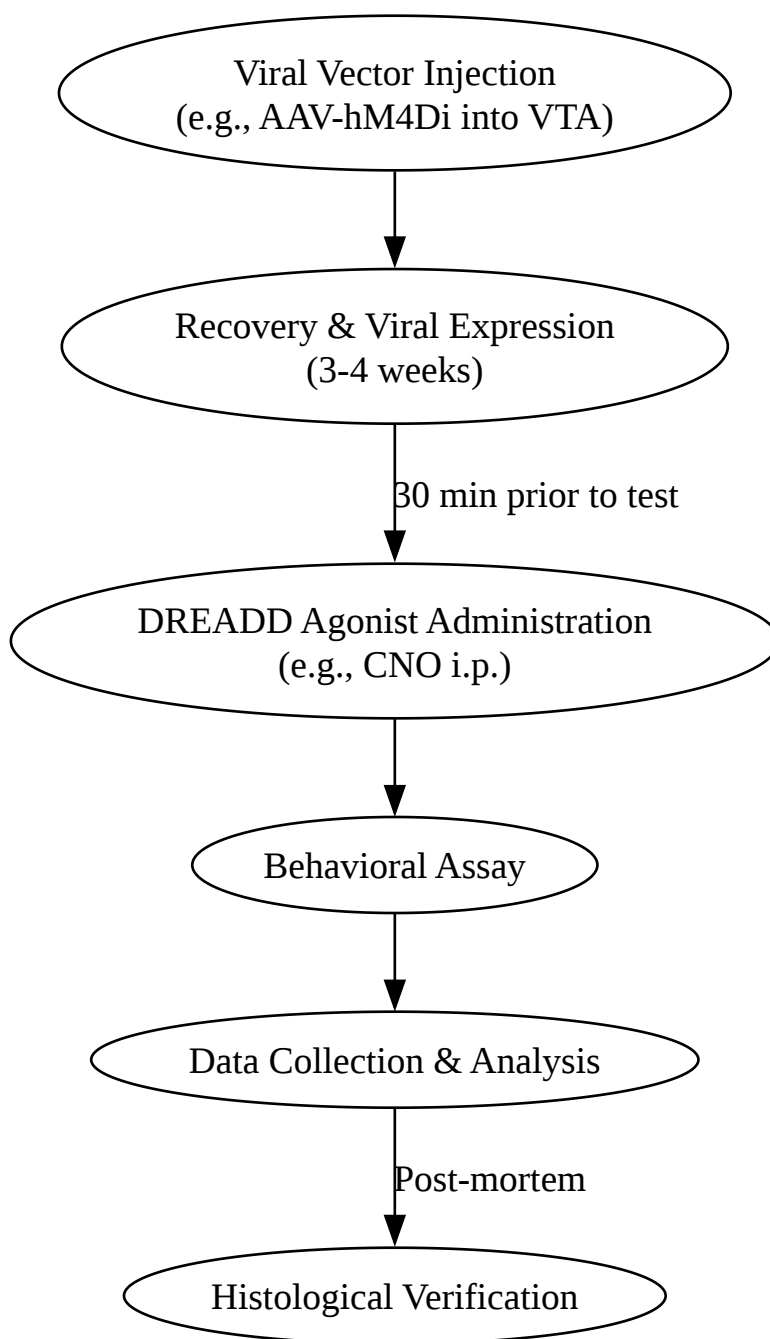 Viral Vector Injection
(e.g., AAV-hM4Di into VTA)
Recovery & Viral Expression
(3-4 weeks)
30 min prior to test
DREADD Agonist Administration
(e.g., CNO i.p.)
Behavioral Assay
Data Collection & Analysis
Post-mortem
Histological Verification